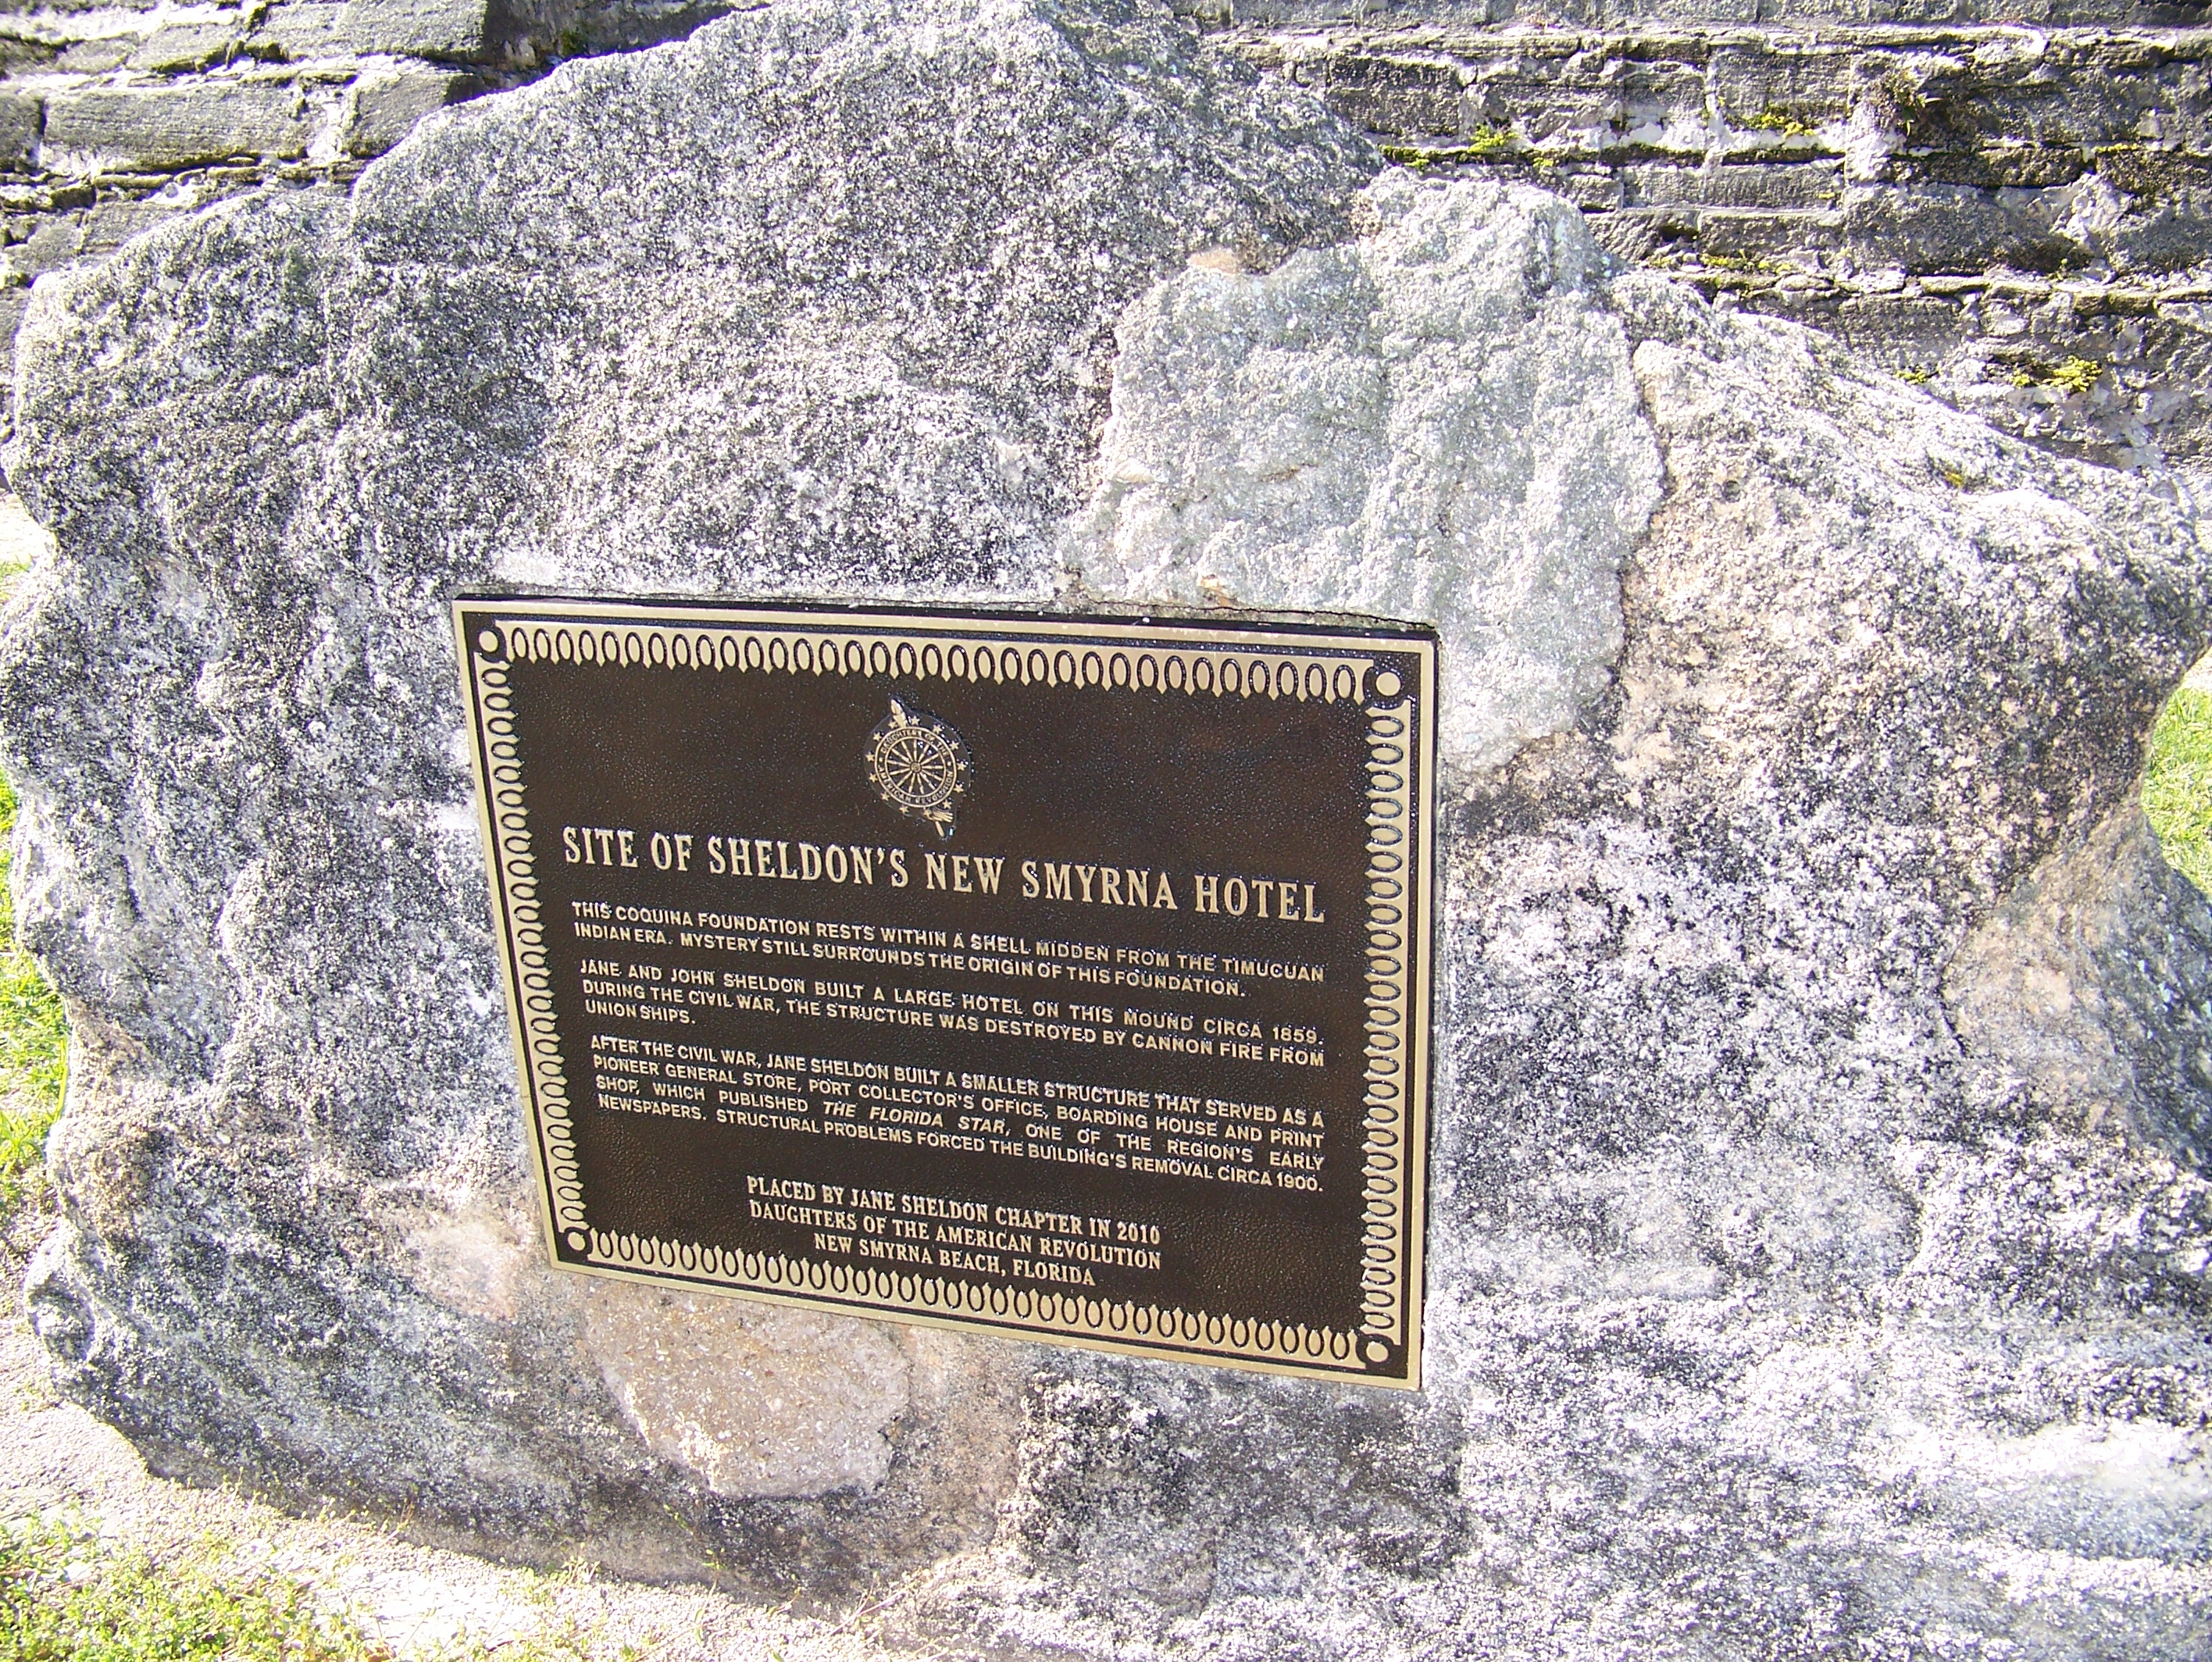 DAUGHTERS OF THE AMERICAN REVOLUTION
SITE OF SHELDON'S NEW SMYRNA HOTEL
THIS COQUINA FOUNDATION RESTS WITHIN A SHELL MIDDEN FROM THE TIMUCUAN
INDIAN ERA. MYSTERY STILL SURROUNDS THE ORIGIN OF THIS FOUNDATION.
JANE AND JOHN SHELDON BUILT A LARGE HOTEL ON THIS MOUND CIRCA 1859.
DURING THE CIVIL WAR, THE STRUCTURE WAS DESTROYED BY CANNON FIRE FROM
UNION SHIPS.
AFTER THE CIVIL WAR, JANE SHELDON BUILT A SMALLER STRUCTURE THAT SERVED AS A
PIONEER GENERAL STORE, PORT COLLECTOR'S OFFICE, BOARDING HOUSE AND PRINT
SHOP, WHICH PUBLISHED THE FLORIDA STAR, ONE OF THE REGION'S EARLY
NEWSPAPERS. STRUCTURAL PROBLEMS FORCED THE BUILDING'S REMOVAL CIRCA 1900.
PLACED BY JANE SHELDON CHAPTER IN 2010
DAUGHTERS OF THE AMERICAN REVOLUTION
NEW SMYRNA BEACH, FLORIDA